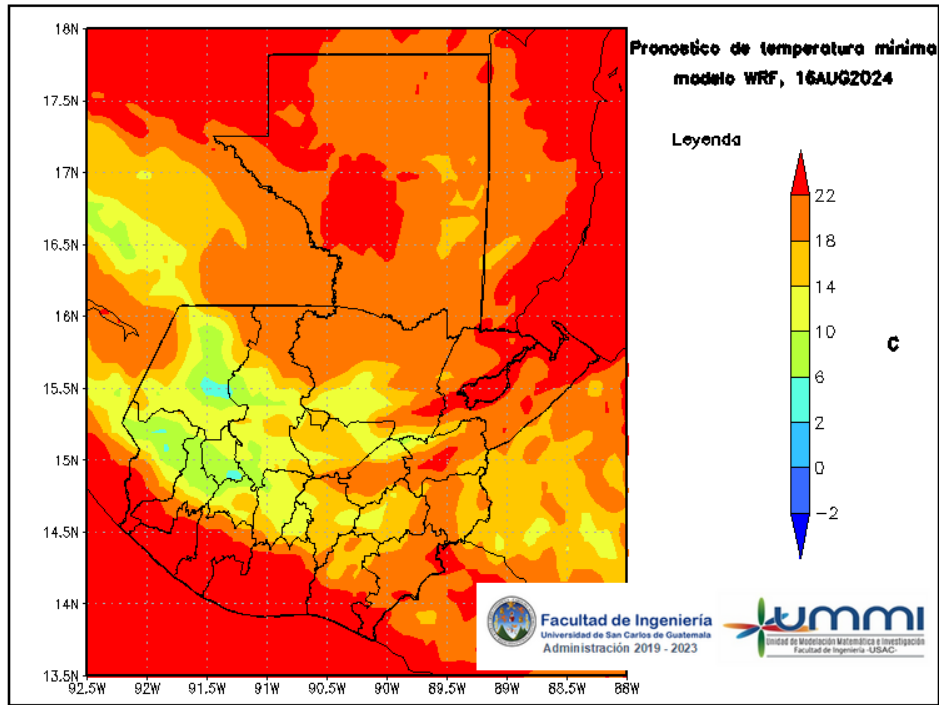 Pronostico de temperatura minima
modelo WRF, 16AUG2024
Leyenda
22
18
14
10
6
2
0
-2
C
18N
17.5N
17N
16.5N
16N
15.5N
15N
14.5N
14N
13.5N
92.5W 92W 91.5W 91W 90.5W 90W 89.5W 89W 88.5W 88W
Facultad de Ingeniería
Universidad de San Carlos de Guatemala
Administración 2019 - 2023
UMMI
Unidad de Modelación Matemática e Investigación
Facultad de Ingeniería -USAC-